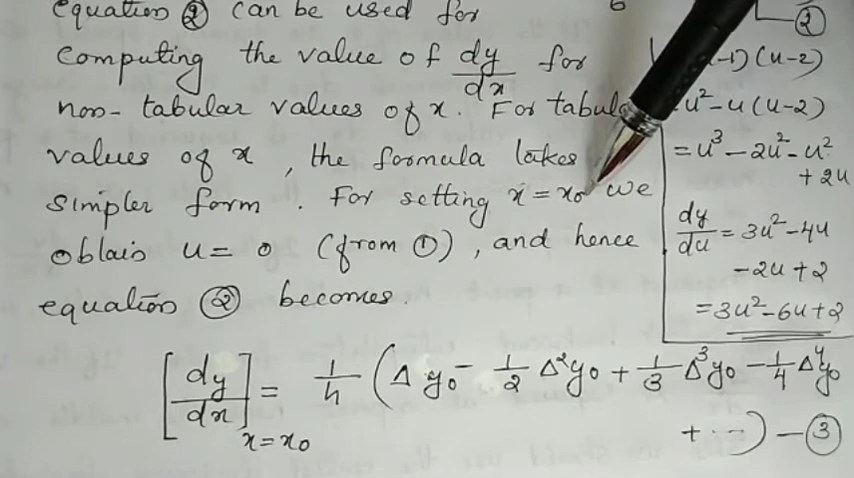 equation ② can be used for
computing the value of dy/dx for
non-tabular values of x. For tabula
values of x, the formula takes
simpler form. For setting x = x₀ we
obtain u = 0 (from ①), and hence
equation ② becomes.
[dy/dx]x=x₀ = 1/h (Δy₀ - 1/2 Δ²y₀ + 1/3 Δ³y₀ - 1/4 Δ⁴y₀
+ ...) — ③
6
— ②
-1) (u-2)
u² - u (u-2)
= u³ - 2u² - u²
+ 2u
dy/du = 3u² - 4u
- 2u + 2
= 3u² - 6u + 2